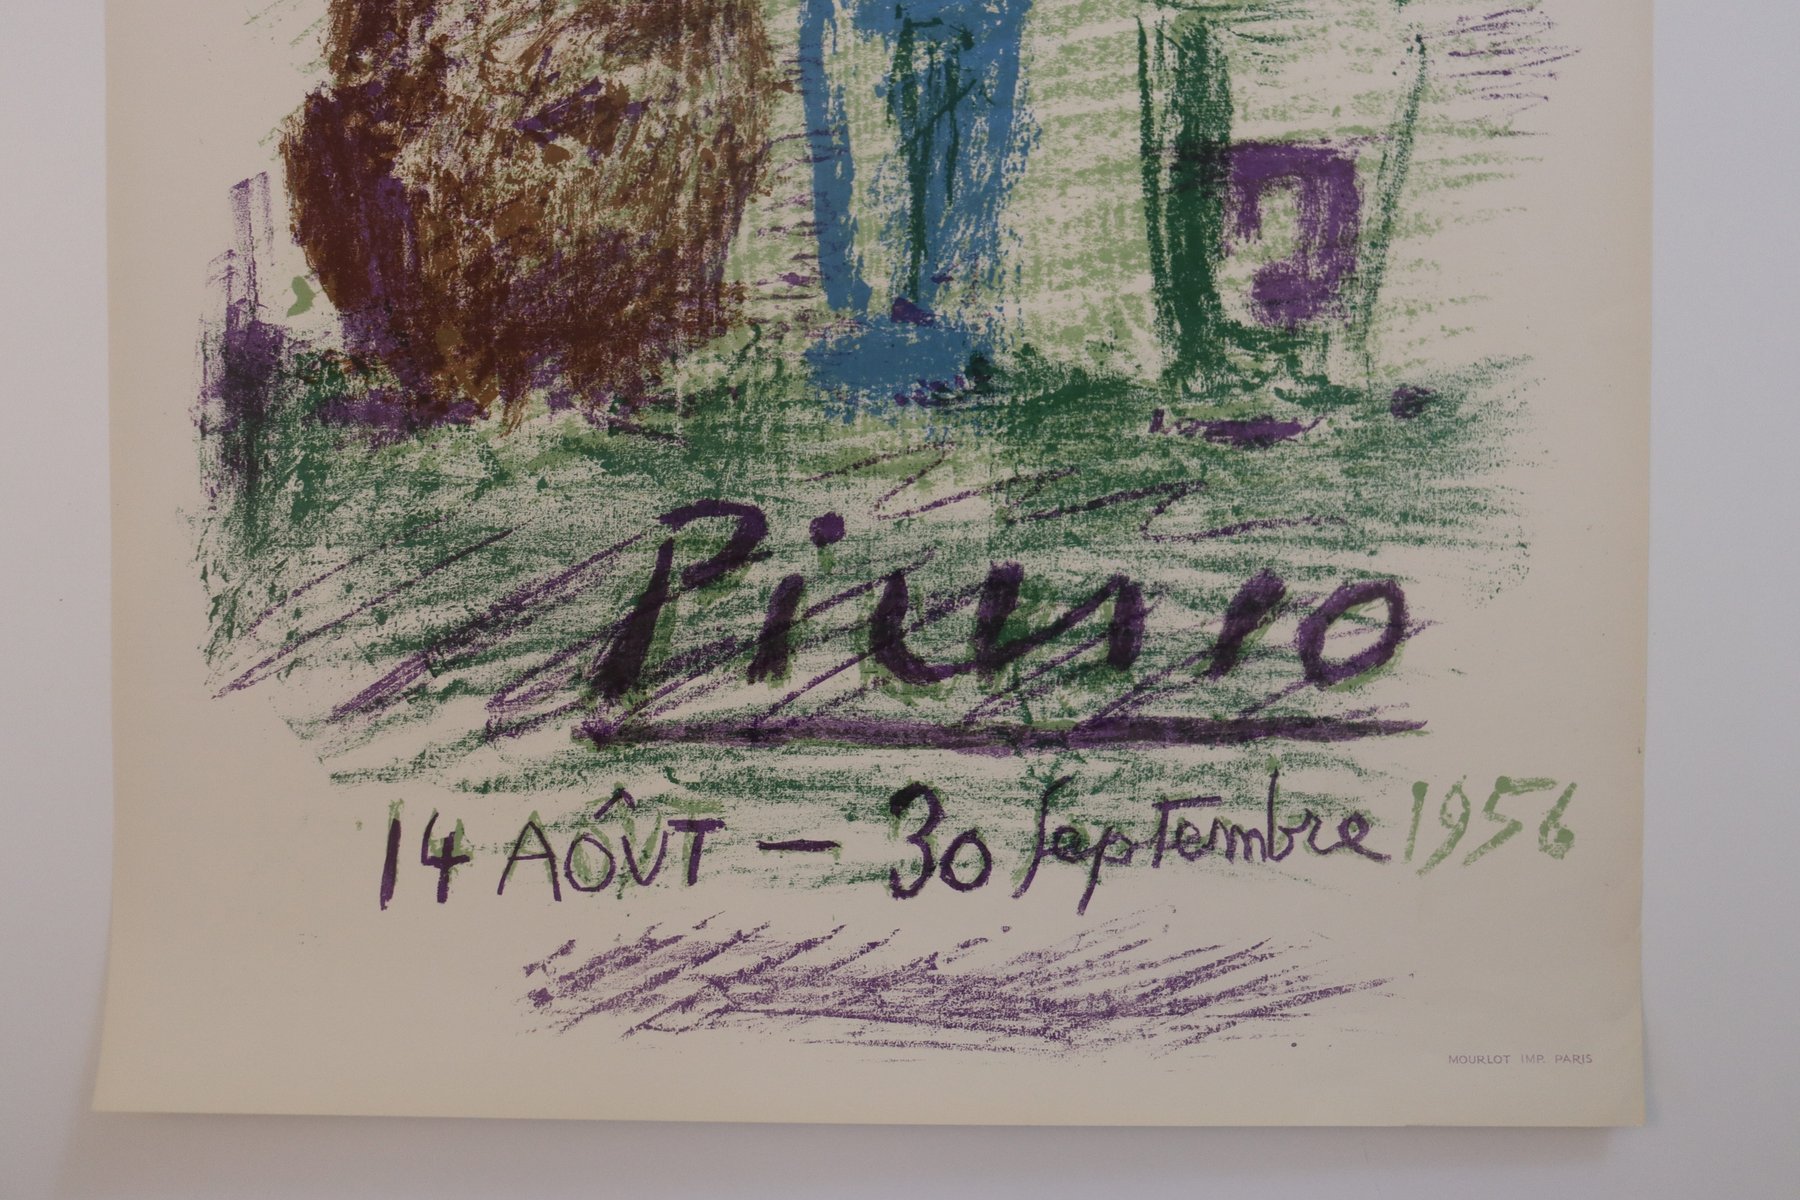 Picasso
14 AOÛT — 30 Septembre 1956
MOURLOT IMP. PARIS